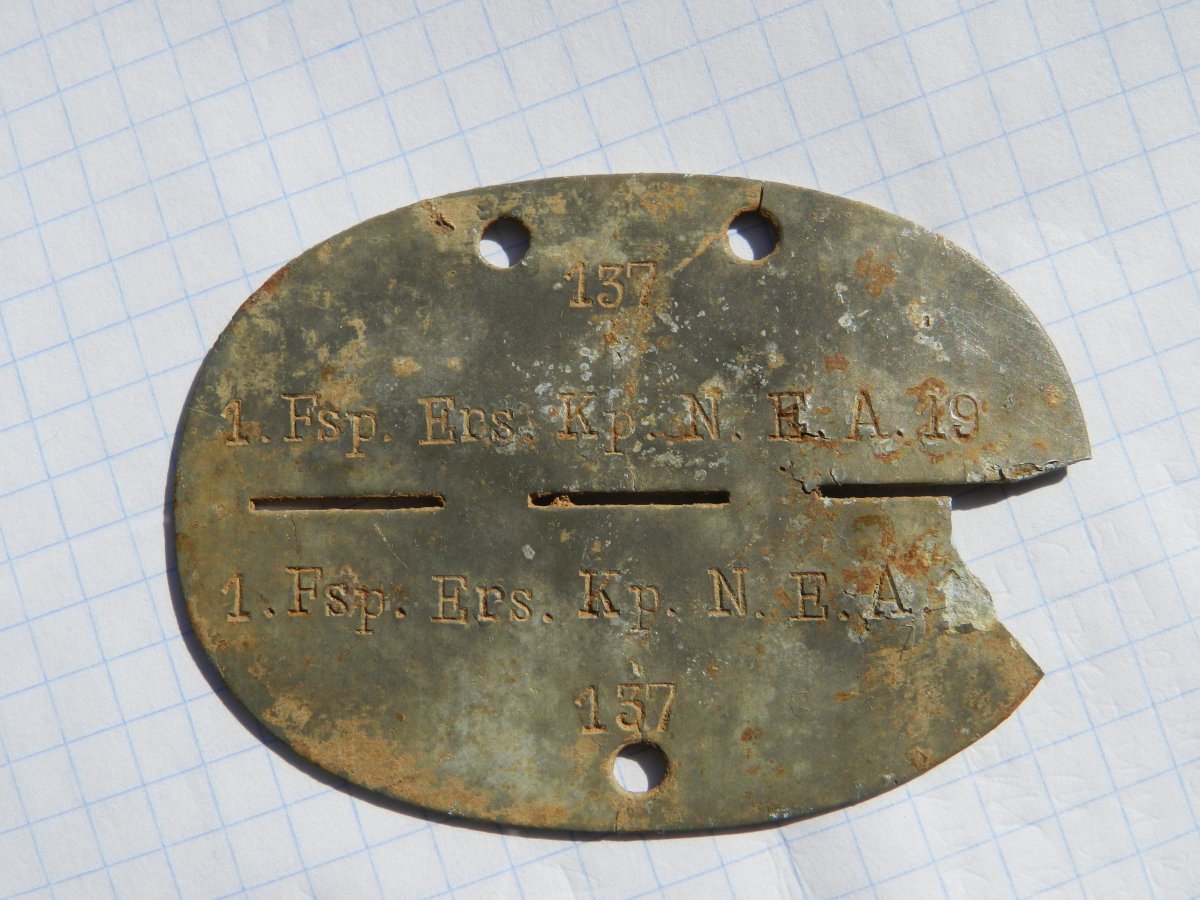 137
1. Fsp. Ers. Kp. N. E. A. 19
1. Fsp. Ers. Kp. N. E. A.
137